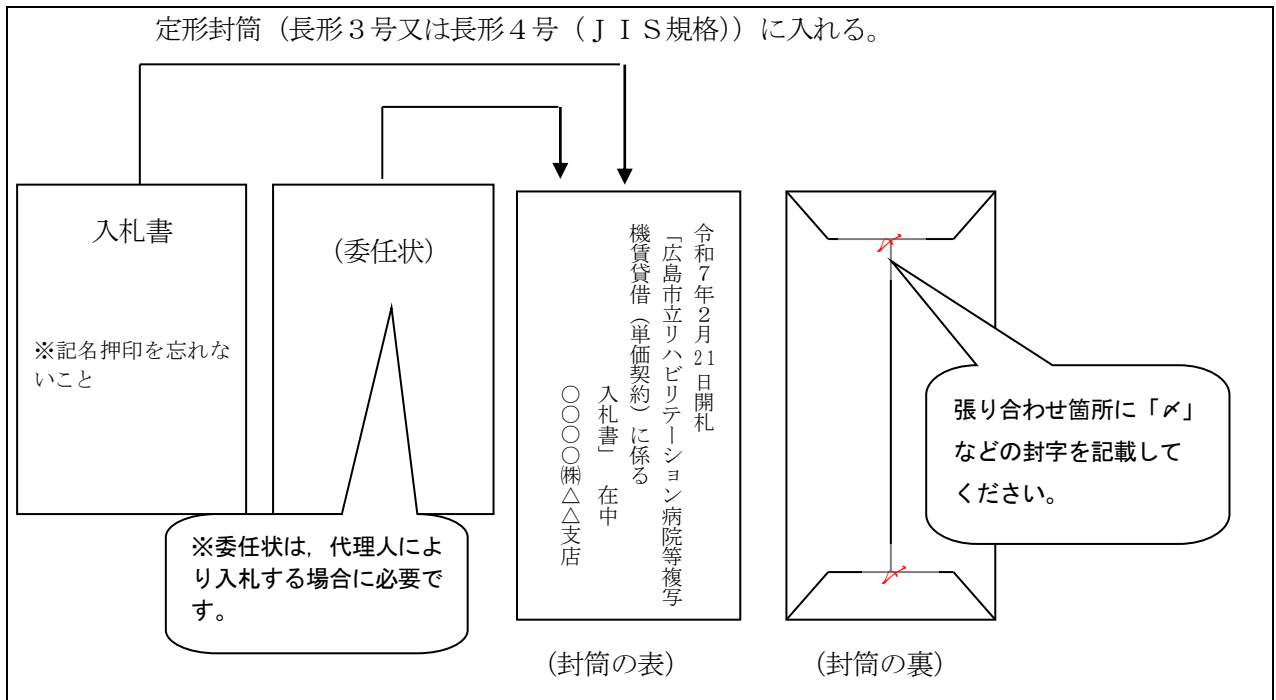 定形封筒（長形３号又は長形４号（ＪＩＳ規格））に入れる。
入札書
※記名押印を忘れな
いこと
（委任状）
※委任状は，代理人によ
り入札する場合に必要で
す。
令和７年２月21日開札
「広島市立リハビリテーション病院等複写
機賃貸借（単価契約）に係る
入札書」　在中
○○○○㈱△△支店
〆
張り合わせ箇所に「〆」
などの封字を記載して
ください。
〆
（封筒の表）
（封筒の裏）